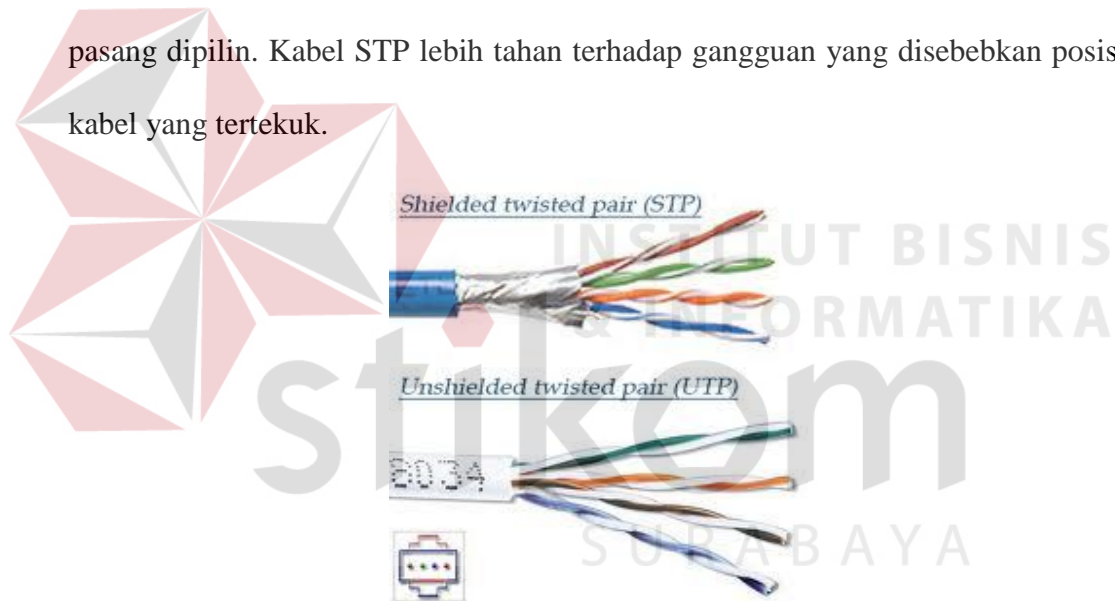 pasang dipilin. Kabel STP lebih tahan terhadap gangguan yang disebebkan posis
kabel yang tertekuk.
Shielded twisted pair (STP)
INSTITUT BISNIS
& INFORMATIKA
stikom
Unshielded twisted pair (UTP)
8034
SURABAYA